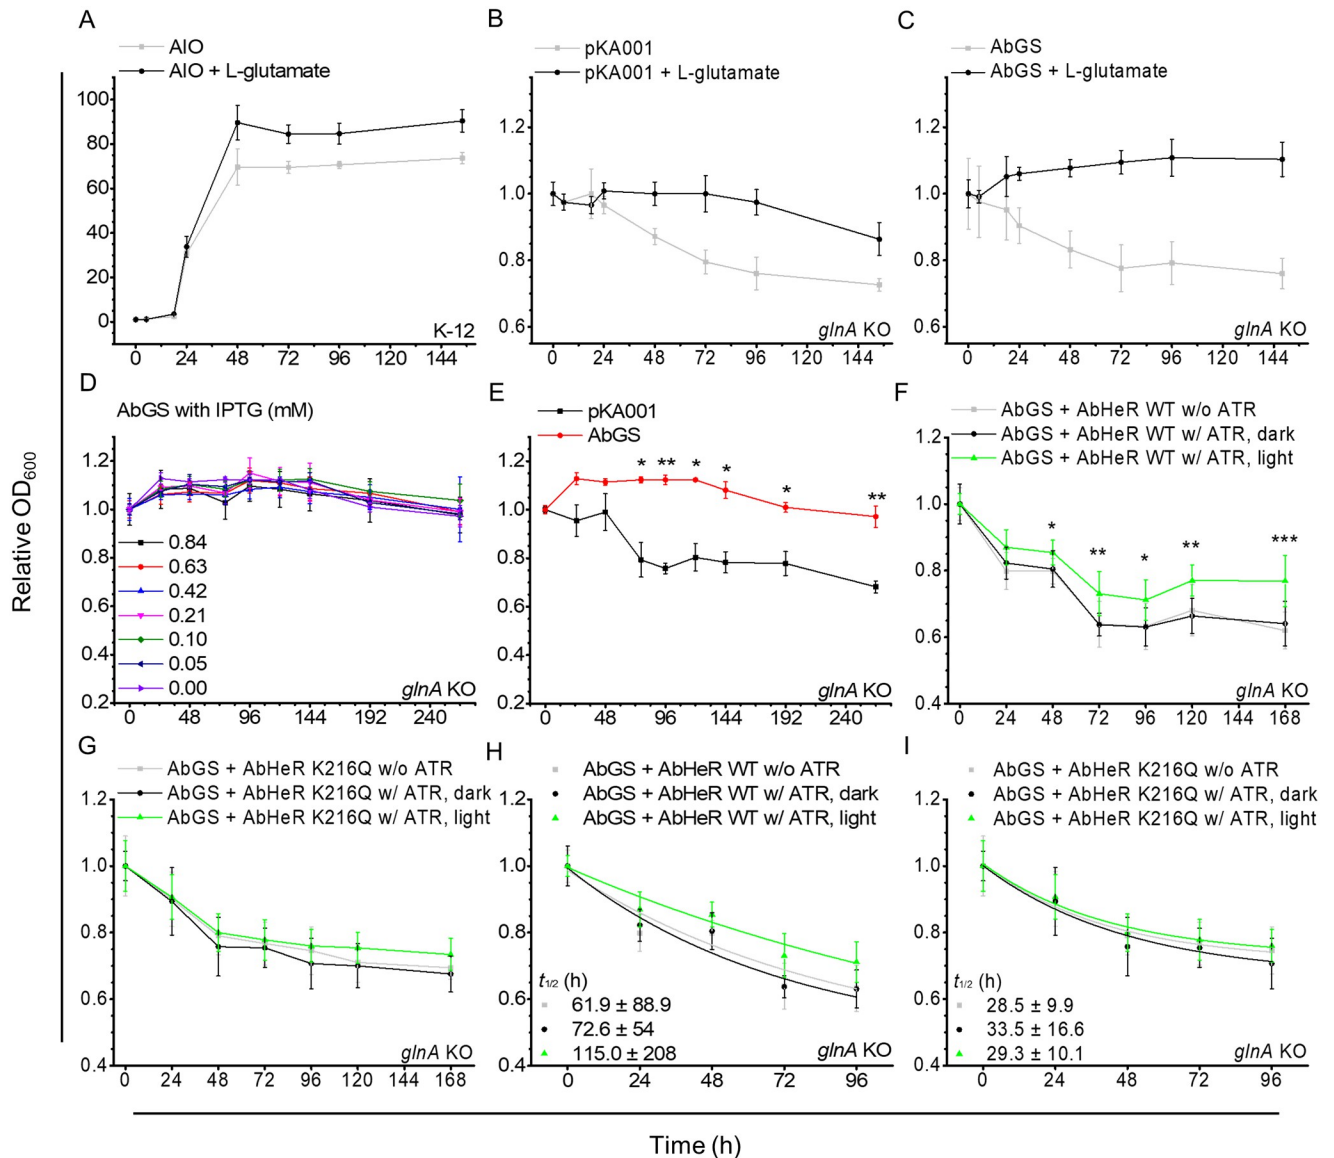 A
AIO
AIO + L-glutamate
100
80
60
40
20
0
K-12
0 24 48 72 96 120 144
B
pKA001
pKA001 + L-glutamate
1.2
1.0
0.8
0.6
glnA KO
0 24 48 72 96 120 144
C
AbGS
AbGS + L-glutamate
1.2
1.0
0.8
0.6
glnA KO
0 24 48 72 96 120 144
D
AbGS with IPTG (mM)
1.2
1.0
0.8
0.6
0.4
0.2
0.84
0.63
0.42
0.21
0.10
0.05
0.00
glnA KO
0 48 96 144 192 240
E
pKA001
AbGS
1.2
1.0
0.8
0.6
0.4
0.2
* ** * * * **
glnA KO
0 48 96 144 192 240
F
AbGS + AbHeR WT w/o ATR
AbGS + AbHeR WT w/ ATR, dark
AbGS + AbHeR WT w/ ATR, light
1.2
1.0
0.8
0.6
0.4
* ** * ** ***
glnA KO
0 24 48 72 96 120 144 168
G
AbGS + AbHeR K216Q w/o ATR
AbGS + AbHeR K216Q w/ ATR, dark
AbGS + AbHeR K216Q w/ ATR, light
1.2
1.0
0.8
0.6
0.4
glnA KO
0 24 48 72 96 120 144 168
H
AbGS + AbHeR WT w/o ATR
AbGS + AbHeR WT w/ ATR, dark
AbGS + AbHeR WT w/ ATR, light
1.2
1.0
0.8
0.6
0.4
t1/2 (h)
61.9 ± 88.9
72.6 ± 54
115.0 ± 208
glnA KO
0 24 48 72 96
I
AbGS + AbHeR K216Q w/o ATR
AbGS + AbHeR K216Q w/ ATR, dark
AbGS + AbHeR K216Q w/ ATR, light
1.2
1.0
0.8
0.6
0.4
t1/2 (h)
28.5 ± 9.9
33.5 ± 16.6
29.3 ± 10.1
glnA KO
0 24 48 72 96
Relative OD600
Time (h)